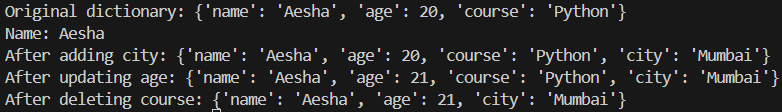 Original dictionary: {'name': 'Aesha', 'age': 20, 'course': 'Python'}
Name: Aesha
After adding city: {'name': 'Aesha', 'age': 20, 'course': 'Python', 'city': 'Mumbai'}
After updating age: {'name': 'Aesha', 'age': 21, 'course': 'Python', 'city': 'Mumbai'}
After deleting course: {'name': 'Aesha', 'age': 21, 'city': 'Mumbai'}